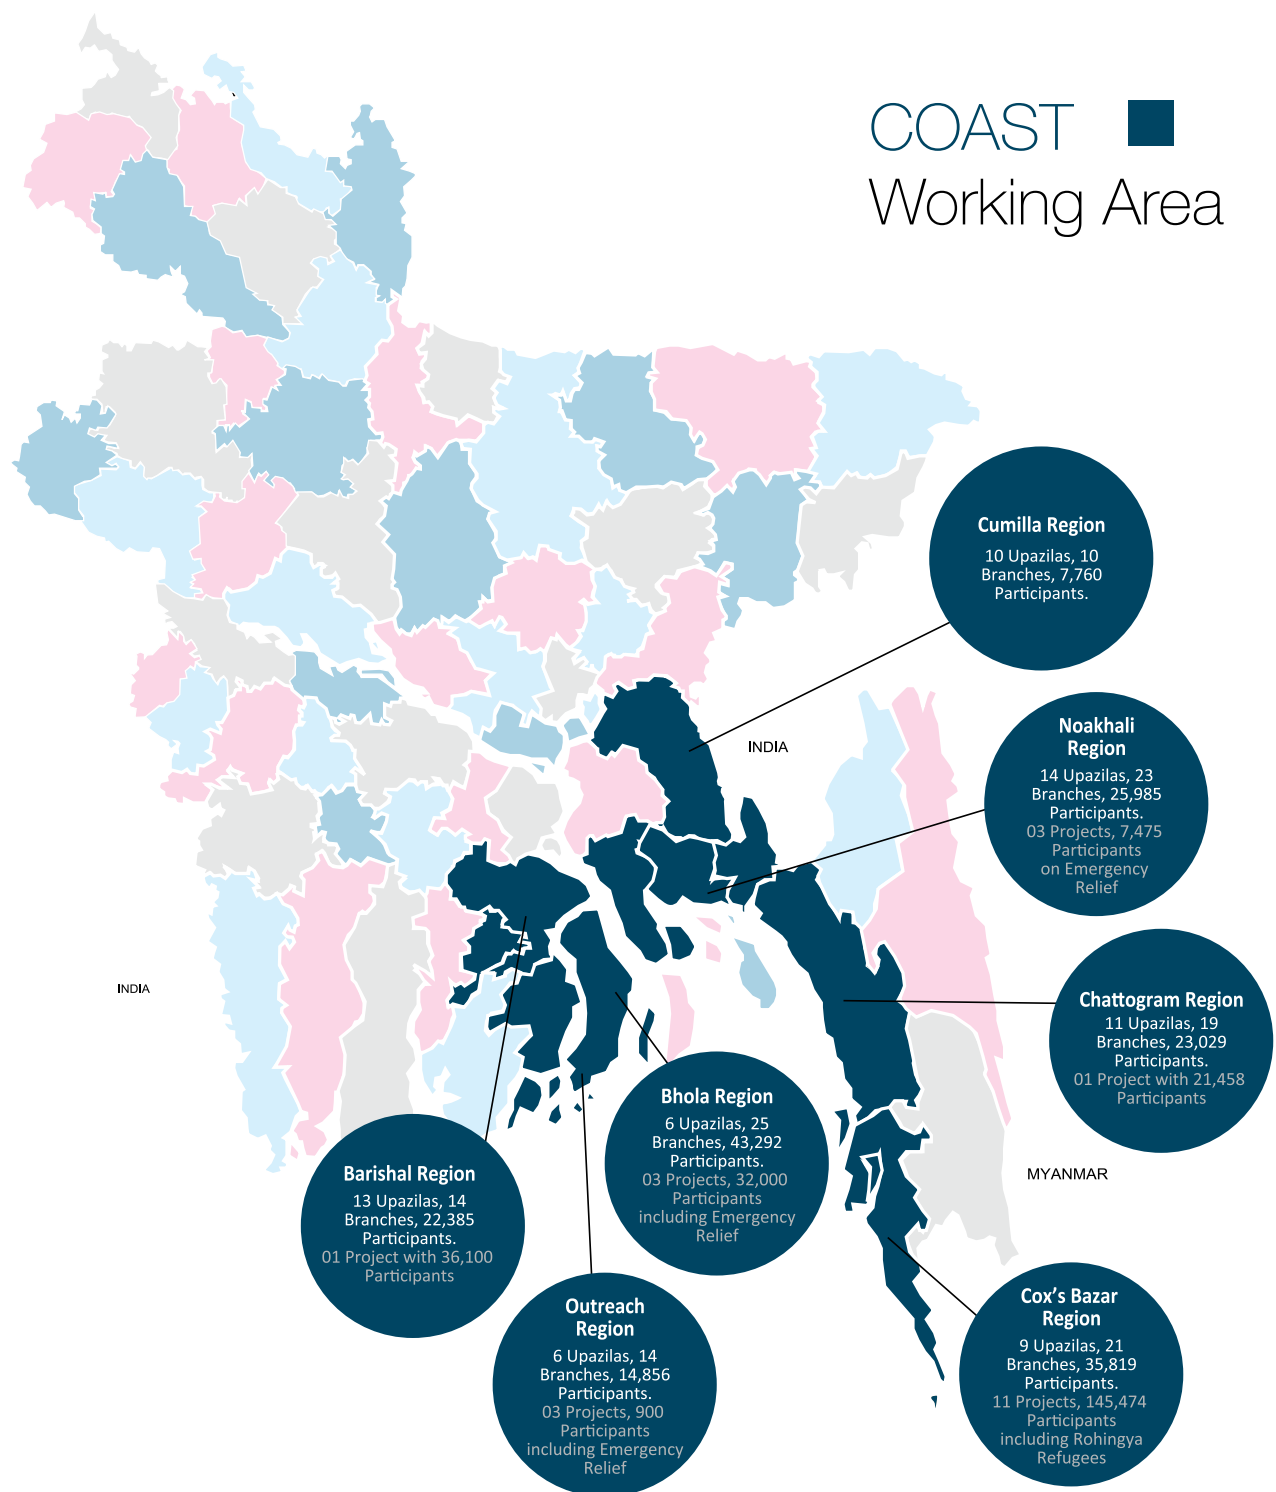 COAST
Working Area
Cumilla Region
10 Upazilas, 10
Branches, 7,760
Participants.
INDIA
Noakhali
Region
14 Upazilas, 23
Branches, 25,985
Participants.
03 Projects, 7,475
Participants
on Emergency
Relief
INDIA
Chattogram Region
11 Upazilas, 19
Branches, 23,029
Participants.
01 Project with 21,458
Participants
Bhola Region
6 Upazilas, 25
Branches, 43,292
Participants.
03 Projects, 32,000
Participants
including Emergency
Relief
MYANMAR
Barishal Region
13 Upazilas, 14
Branches, 22,385
Participants.
01 Project with 36,100
Participants
Outreach
Region
6 Upazilas, 14
Branches, 14,856
Participants.
03 Projects, 900
Participants
including Emergency
Relief
Cox's Bazar
Region
9 Upazilas, 21
Branches, 35,819
Participants.
11 Projects, 145,474
Participants
including Rohingya
Refugees